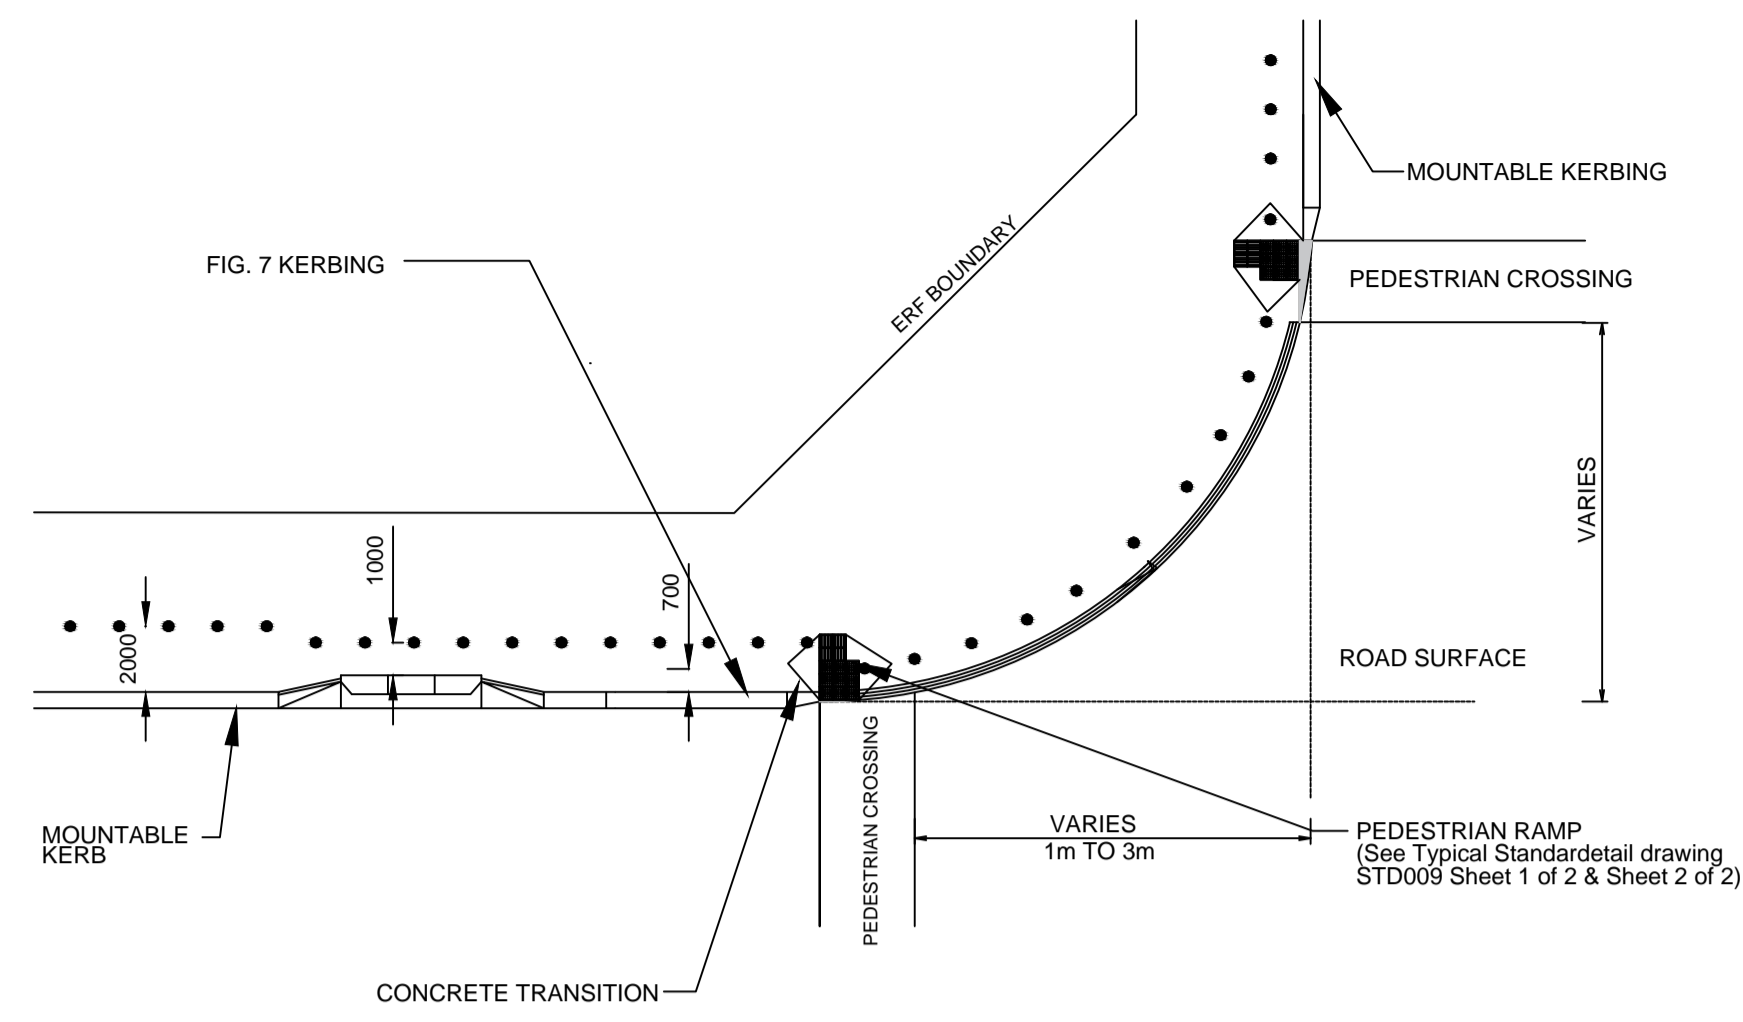 MOUNTABLE KERBING
FIG. 7 KERBING
ERF BOUNDARY
PEDESTRIAN CROSSING
VARIES
1000
700
2000
ROAD SURFACE
MOUNTABLE
KERB
PEDESTRIAN CROSSING
VARIES
1m TO 3m
PEDESTRIAN RAMP
(See Typical Standardetail drawing
STD009 Sheet 1 of 2 & Sheet 2 of 2)
CONCRETE TRANSITION